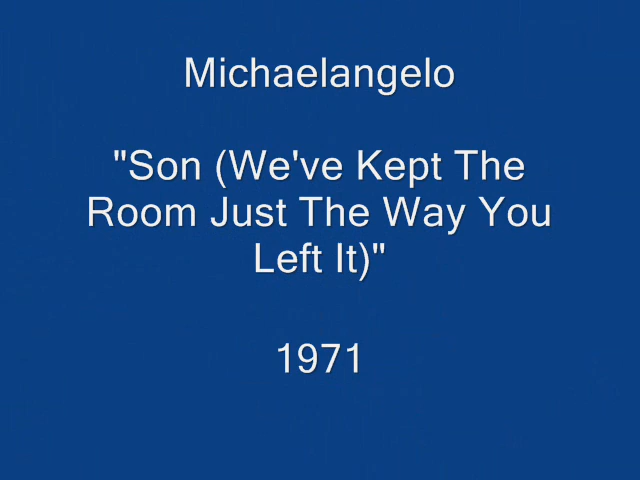 Michaelangelo
"Son (We've Kept The
Room Just The Way You
Left It)"
1971